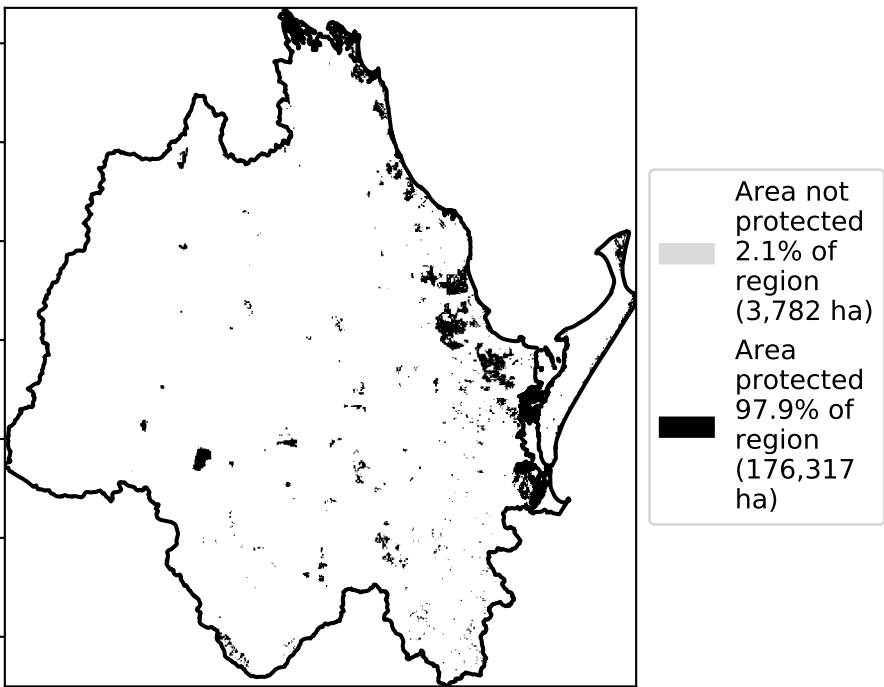 Area not
protected
2.1% of
region
(3,782 ha)
Area
protected
97.9% of
region
(176,317
ha)